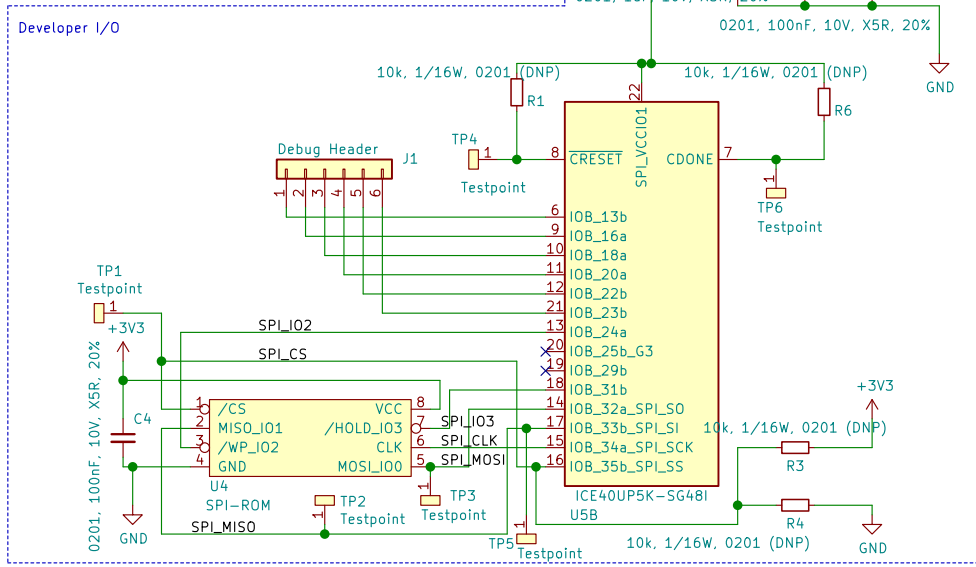 Developer I/O
0201, 100nF, 10V, X5R, 20%
GND
10k, 1/16W, 0201 (DNP)
R1
10k, 1/16W, 0201 (DNP)
R6
22
SPI_VCCIO1
TP4
1
Testpoint
8
CRESET
CDONE
7
1
TP6
Testpoint
Debug Header
J1
1
2
3
4
5
6
6
IOB_13b
9
IOB_16a
10
IOB_18a
11
IOB_20a
12
IOB_22b
21
IOB_23b
13
IOB_24a
20
IOB_25b_G3
19
IOB_29b
18
IOB_31b
14
IOB_32a_SPI_SO
17
IOB_33b_SPI_SI
15
IOB_34a_SPI_SCK
16
IOB_35b_SPI_SS
ICE40UP5K-SG48I
U5B
TP1
Testpoint
1
+3V3
SPI_IO2
SPI_CS
0201, 100nF, 10V, X5R, 20%
C4
GND
1
/CS
2
MISO_IO1
3
/WP_IO2
4
GND
VCC
8
/HOLD_IO3
7
CLK
6
MOSI_IO0
5
U4
SPI-ROM
SPI_IO3
SPI_CLK
SPI_MOSI
SPI_MISO
TP2
Testpoint
1
1
TP3
Testpoint
1
TP5
Testpoint
+3V3
10k, 1/16W, 0201 (DNP)
R3
R4
10k, 1/16W, 0201 (DNP)
GND